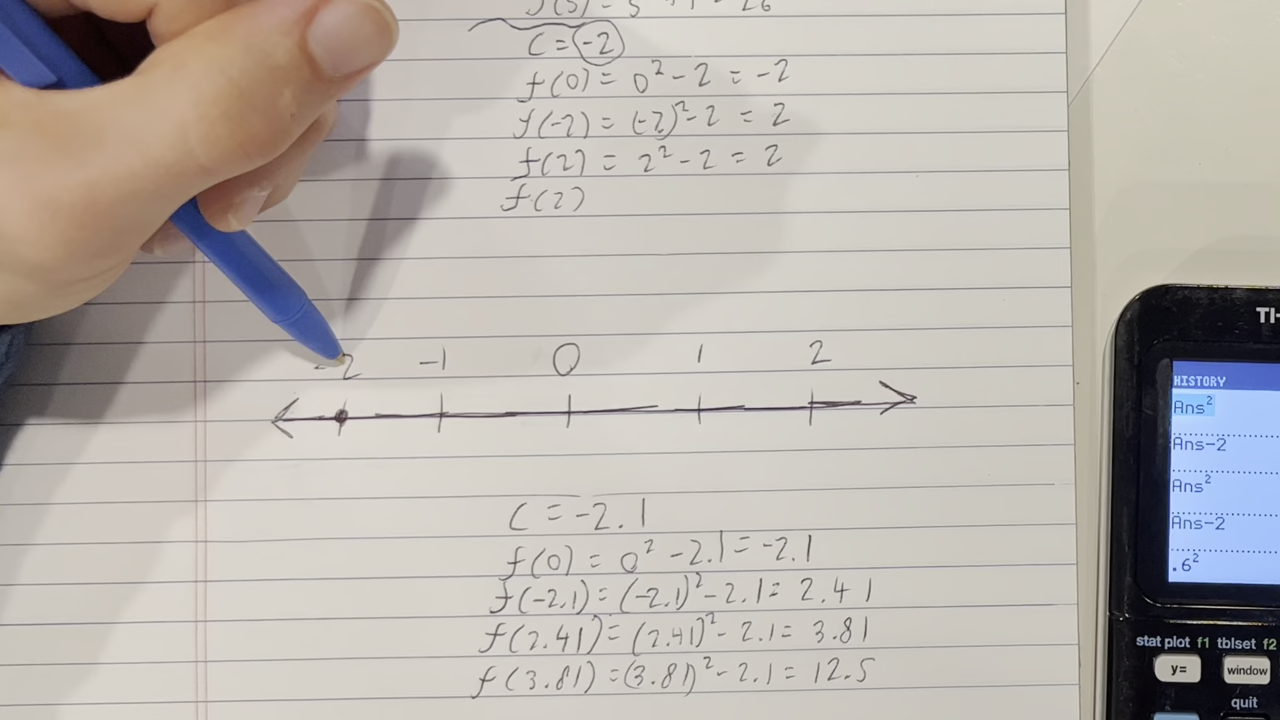 C = -2
f(0) = 0² - 2 = -2
f(-2) = (-2)² - 2 = 2
f(2) = 2² - 2 = 2
f(2)
-2 -1 0 1 2
C = -2.1
f(0) = 0² - 2.1 = -2.1
f(-2.1) = (-2.1)² - 2.1 = 2.41
f(2.41) = (2.41)² - 2.1 = 3.81
f(3.81) = (3.81)² - 2.1 = 12.5
TI-
HISTORY
Ans²
Ans-2
Ans²
Ans-2
.6²
stat plot f1 tblset f2
y= window
quit